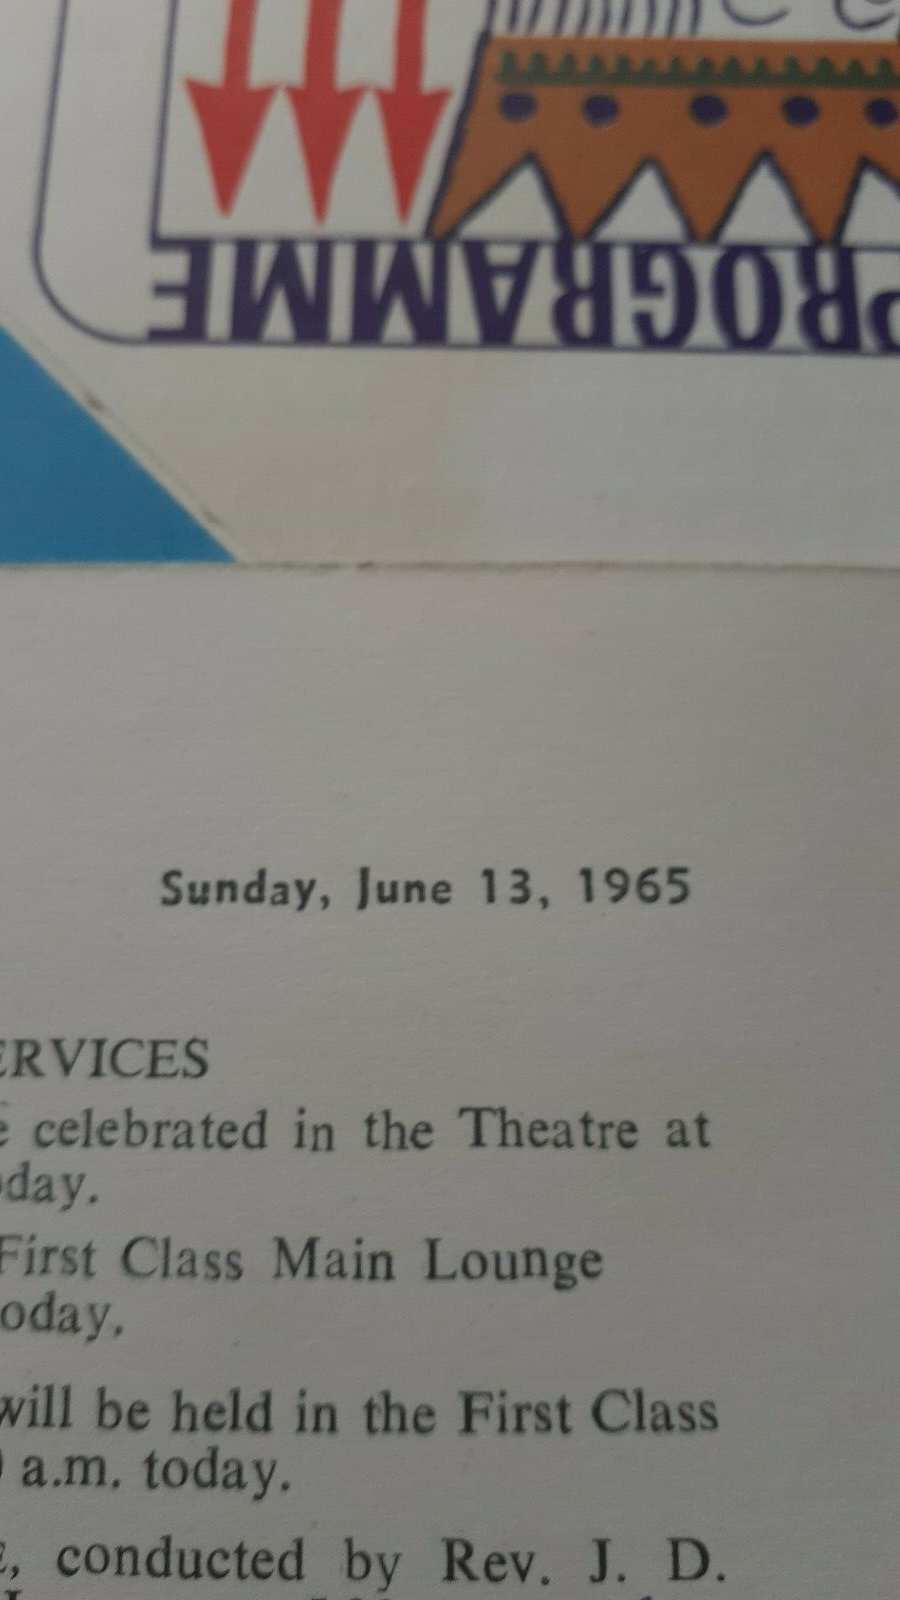 PROGRAMME
Sunday, June 13, 1965
ERVICES
celebrated in the Theatre at
day.
First Class Main Lounge
oday.
will be held in the First Class
a.m. today.
conducted by Rev. J. D.